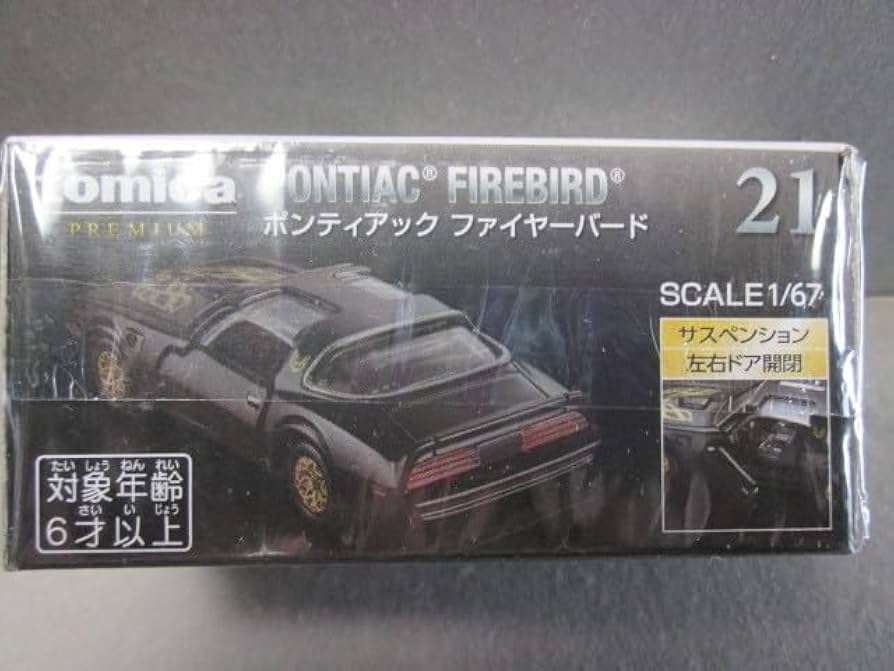 tomica PONTIAC® FIREBIRD® 21
PREMIUM ポンティアック ファイヤーバード
SCALE 1/67
サスペンション
左右ドア開閉
たい しょう ねん れい
対象年齢
さい い じょう
6才以上